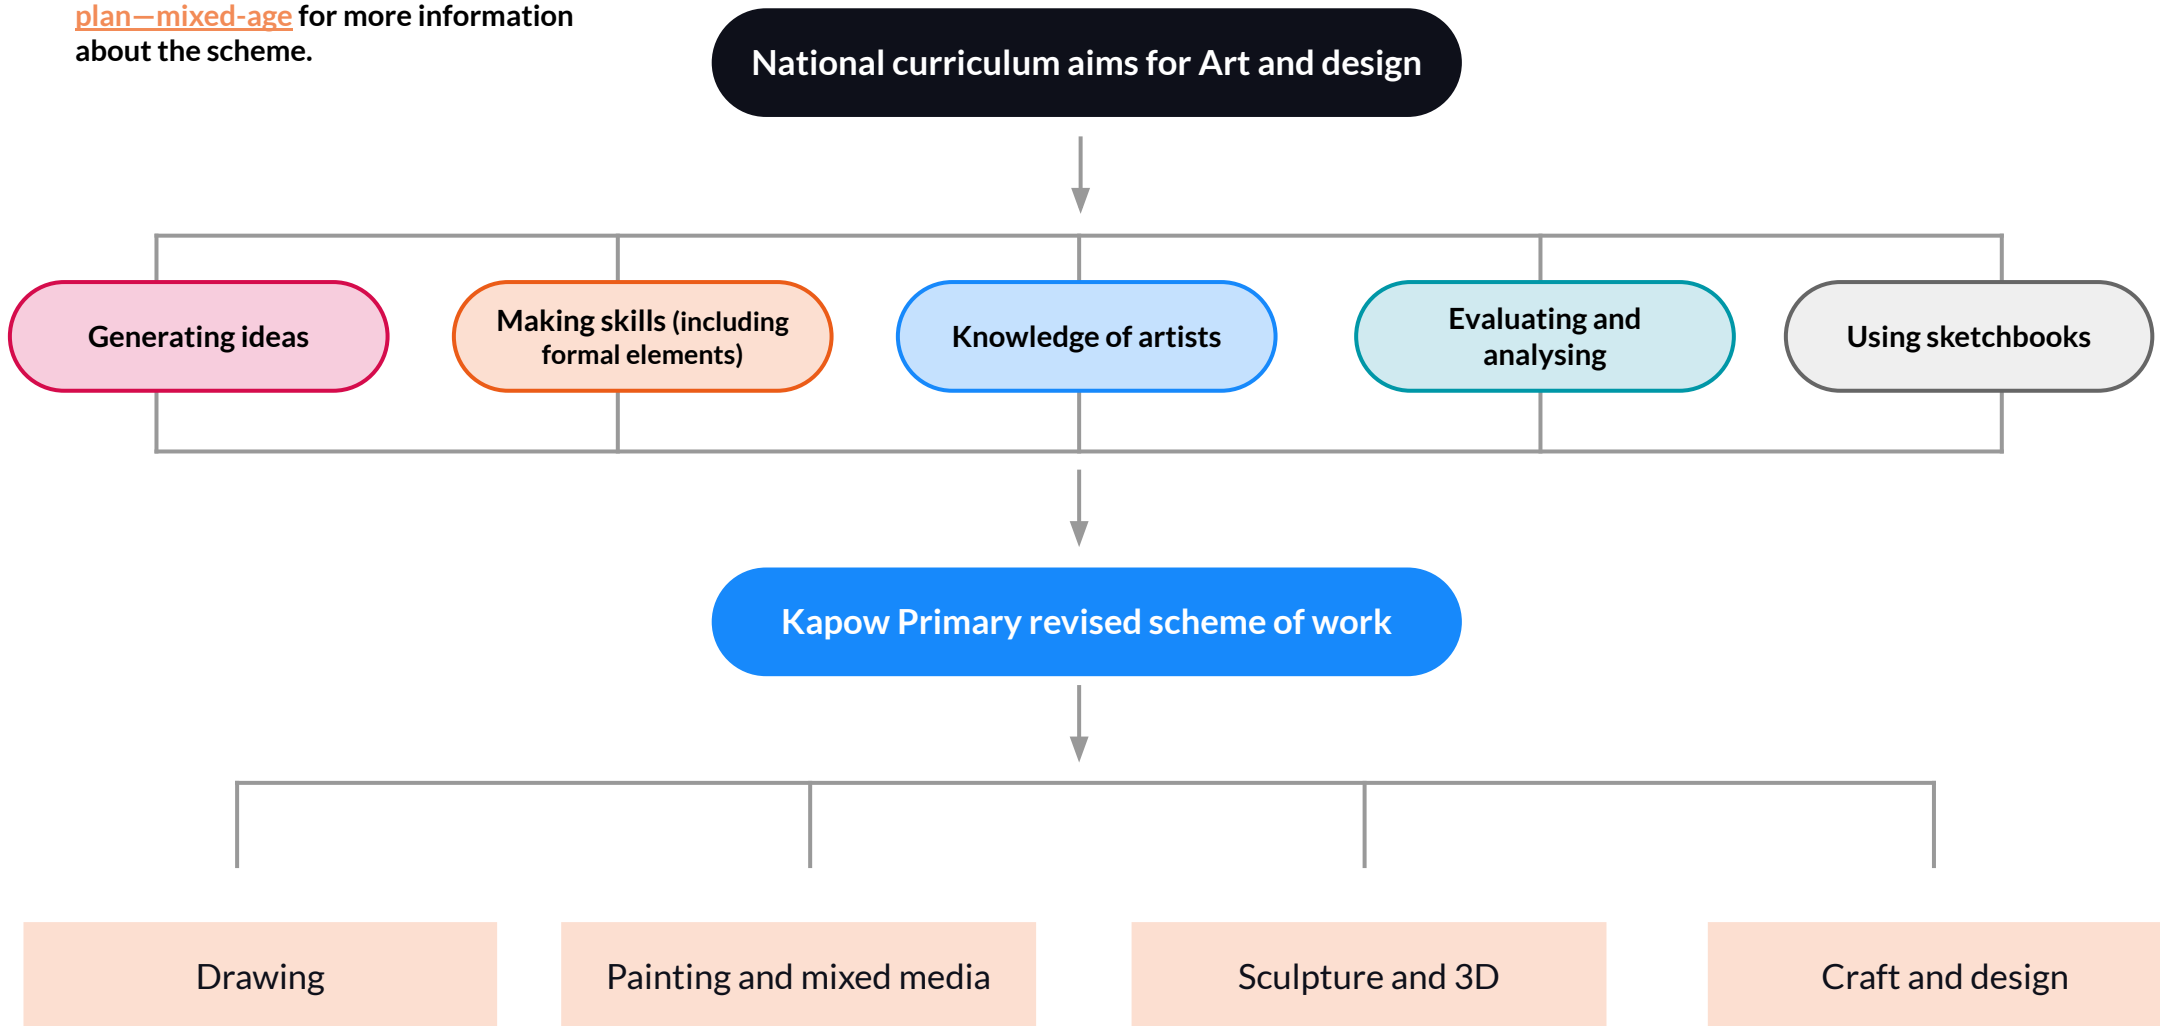 plan—mixed-age for more information
about the scheme.
National curriculum aims for Art and design
Generating ideas
Making skills (including
formal elements)
Knowledge of artists
Evaluating and
analysing
Using sketchbooks
Kapow Primary revised scheme of work
Drawing
Painting and mixed media
Sculpture and 3D
Craft and design